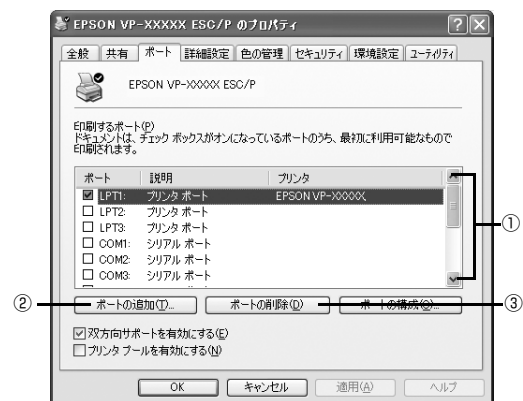 EPSON VP-XXXXX ESC/P のプロパティ
全般 共有 ポート 詳細設定 色の管理 セキュリティ 環境設定 ユーティリティ
EPSON VP-XXXXX ESC/P
印刷するポート(P)
ドキュメントは、チェック ボックスがオンになっているポートのうち、最初に利用可能なもので
印刷されます。
ポート 説明 プリンタ
LPT1: プリンタ ポート EPSON VP-XXXXX,
LPT2: プリンタ ポート
LPT3: プリンタ ポート
COM1: シリアル ポート
COM2: シリアル ポート
COM3: シリアル ポート
①
② ポートの追加(T)... ポートの削除(D) ポートの構成(C)... ③
双方向サポートを有効にする(E)
プリンタ プールを有効にする(N)
OK キャンセル 適用(A) ヘルプ